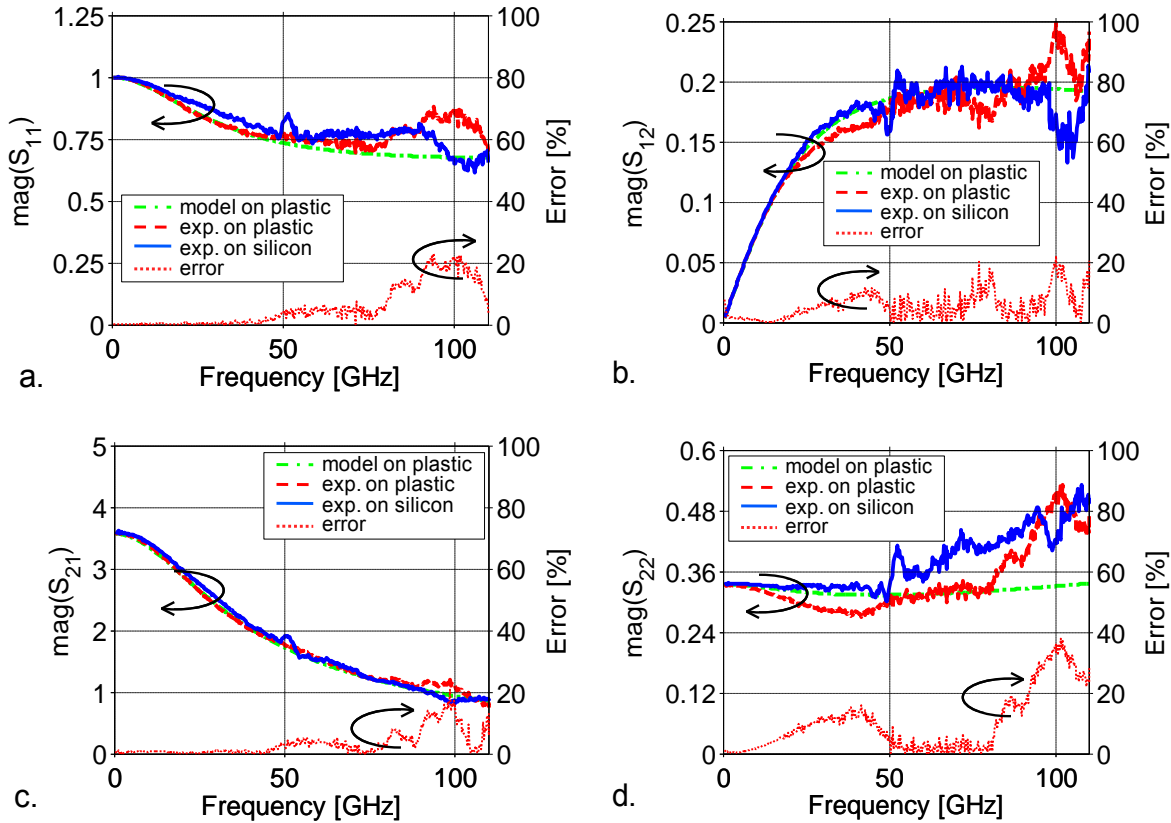 1.25
1
0.75
0.5
0.25
0
mag(S11)
100
80
60
40
20
0
Error [%]
model on plastic
exp. on plastic
exp. on silicon
error
0 50 100
Frequency [GHz]
a.
0.25
0.2
0.15
0.1
0.05
0
mag(S12)
100
80
60
40
20
0
Error [%]
model on plastic
exp. on plastic
exp. on silicon
error
0 50 100
Frequency [GHz]
b.
5
4
3
2
1
0
mag(S21)
100
80
60
40
20
0
Error [%]
model on plastic
exp. on plastic
exp. on silicon
error
0 50 100
Frequency [GHz]
c.
0.6
0.48
0.36
0.24
0.12
0
mag(S22)
100
80
60
40
20
0
Error [%]
model on plastic
exp. on plastic
exp. on silicon
error
0 50 100
Frequency [GHz]
d.